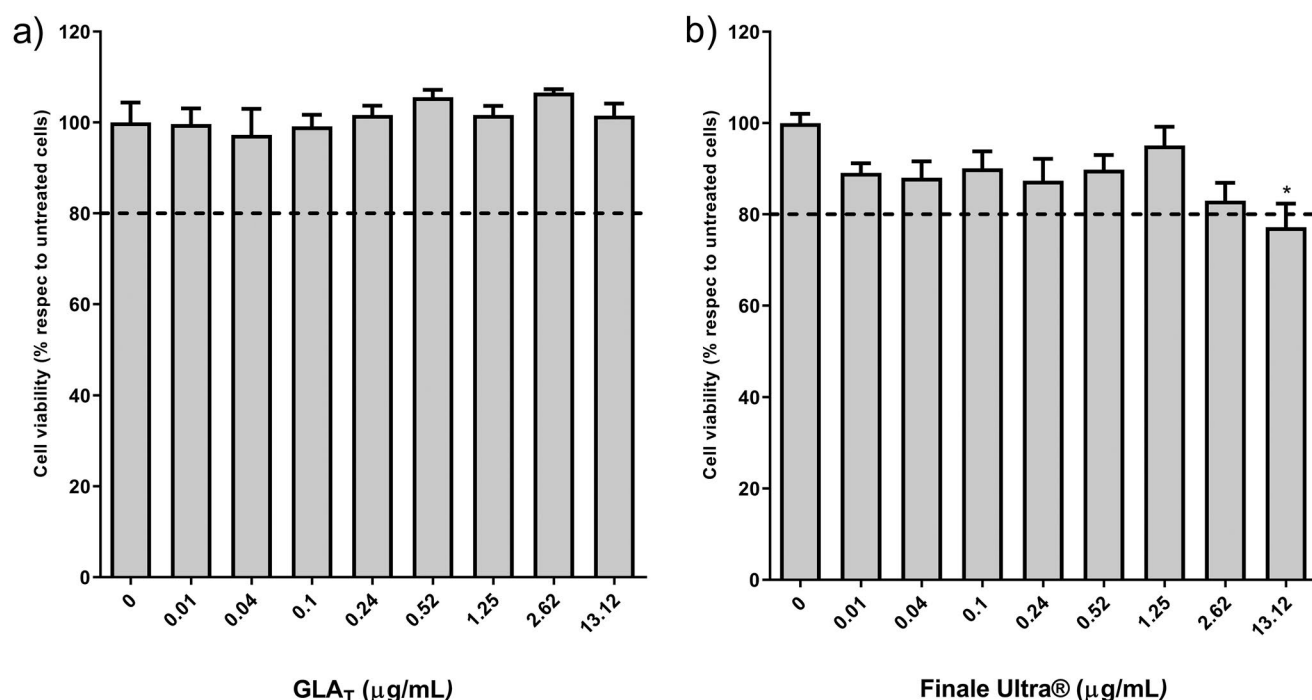 a)
Cell viability (% respec to untreated cells)
120
100
80
60
40
20
0
0 0.01 0.04 0.1 0.24 0.52 1.25 2.62 13.12
GLA_T (μg/mL)
b)
Cell viability (% respec to untreated cells)
120
100
80
60
40
20
0
*
0 0.01 0.04 0.1 0.24 0.52 1.25 2.62 13.12
Finale Ultra® (μg/mL)